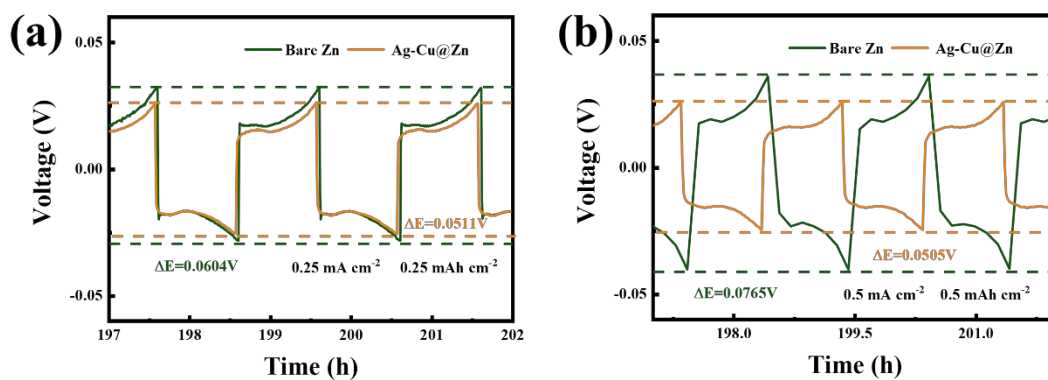 (a)
Bare Zn
Ag-Cu@Zn
0.05
0.00
-0.05
Voltage (V)
ΔE=0.0511V
ΔE=0.0604V
0.25 mA cm⁻²
0.25 mAh cm⁻²
197 198 199 200 201 202
Time (h)
(b)
Bare Zn
Ag-Cu@Zn
0.05
0.00
-0.05
Voltage (V)
ΔE=0.0505V
ΔE=0.0765V
0.5 mA cm⁻²
0.5 mAh cm⁻²
198.0 199.5 201.0
Time (h)